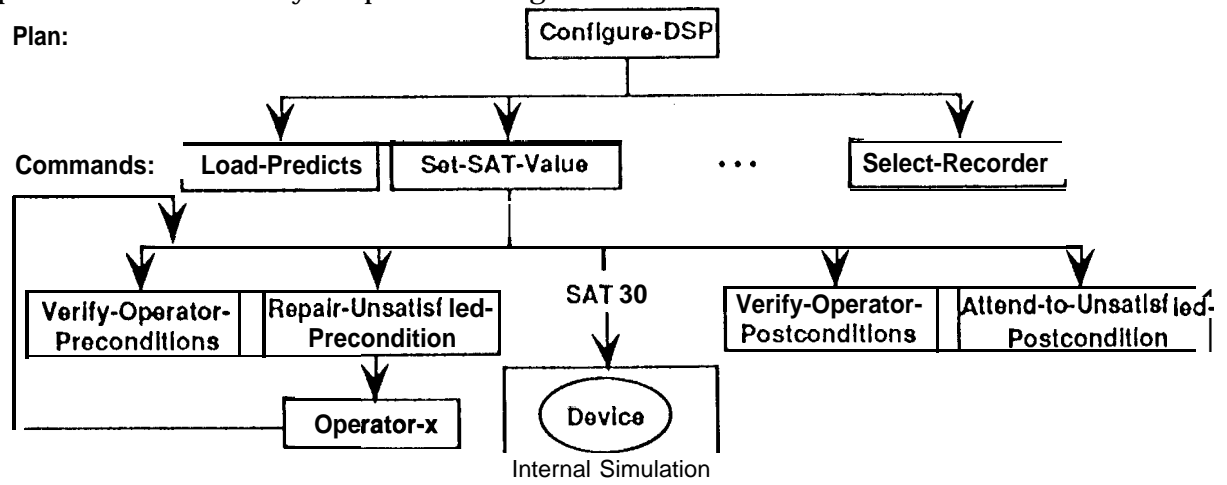 Plan:
Configure-DSP
Commands:
Load-Predicts
Set-SAT-Value
...
Select-Recorder
Verify-Operator-
Preconditions
Repair-Unsatisfied-
Precondition
SAT 30
Verify-Operator-
Postconditions
Attend-to-Unsatisfied-
Postcondition
Operator-x
Device
Internal Simulation